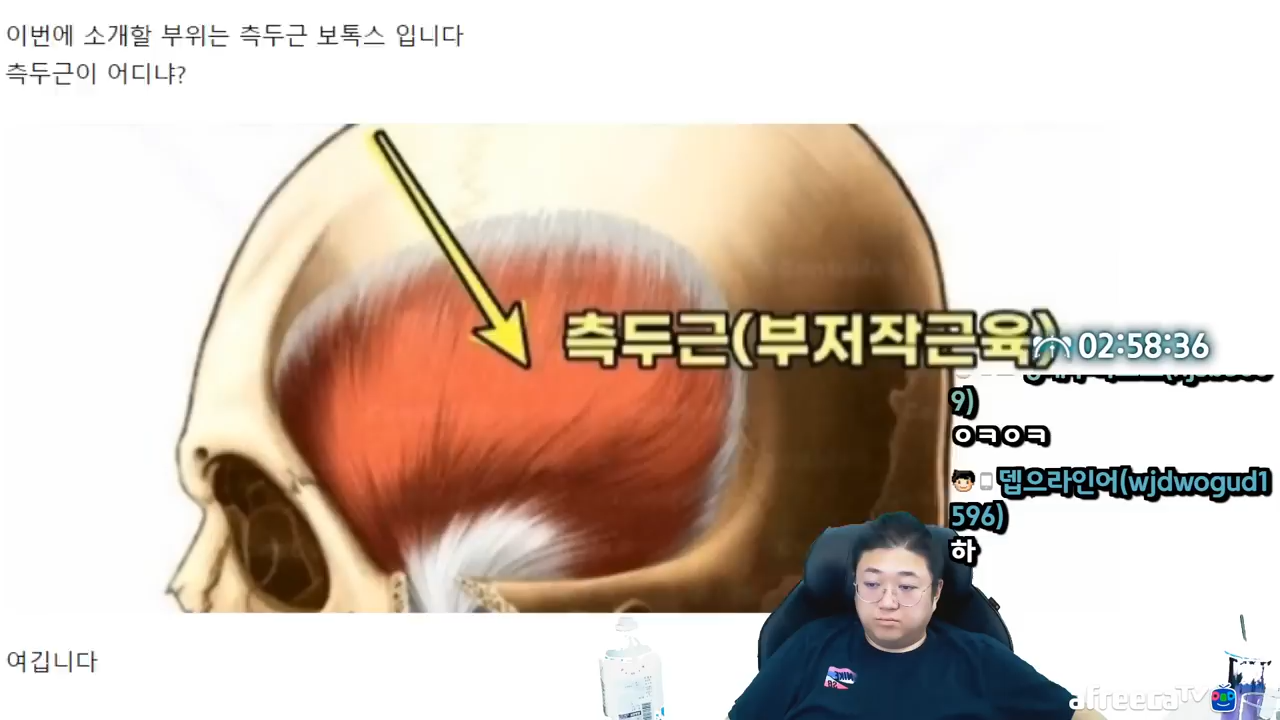 이번에 소개할 부위는 측두근 보톡스 입니다
측두근이 어디냐?
측두근(부저작근육)
02:58:36
9)
ㅇㅋㅇㅋ
뎁으라인어(wjdwogud1
596)
하
여깁니다
NIKE
afreecaTV